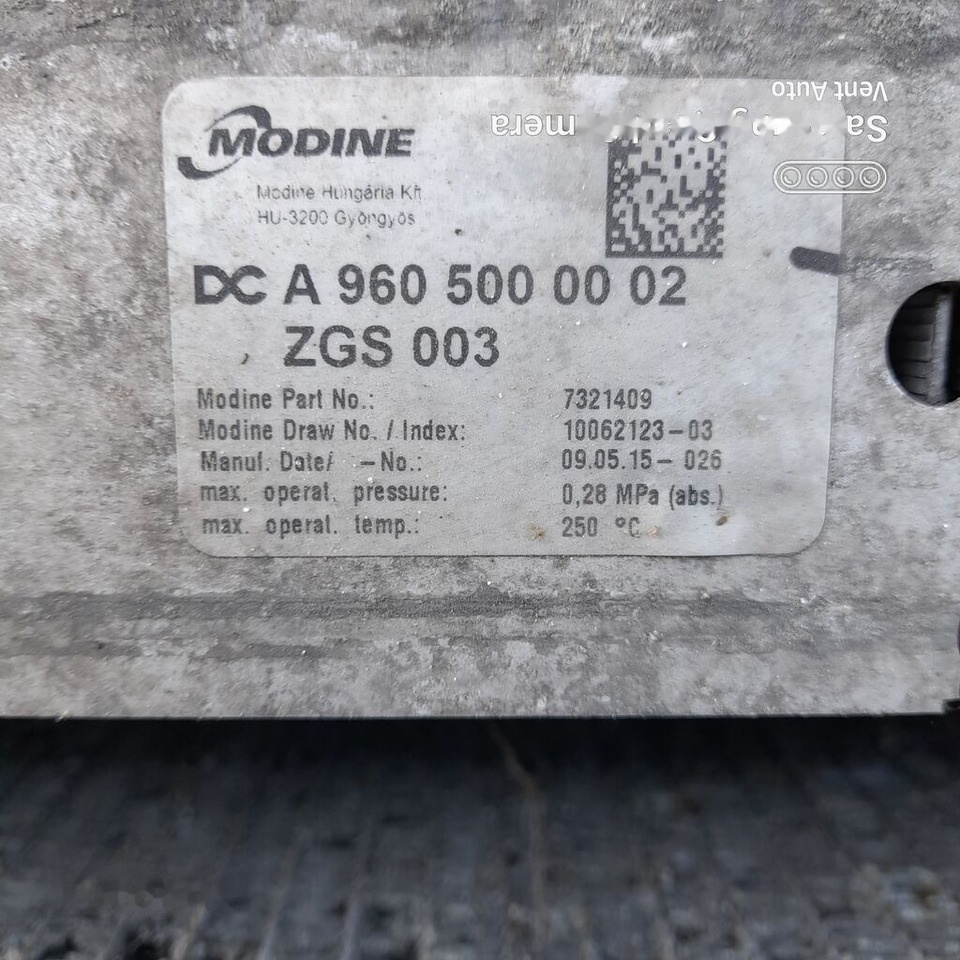 MODINE
Modine Hungária Kft
HU-3200 Gyöngyös
DC A 960 500 00 02
ZGS 003
Modine Part No.: 7321409
Modine Draw No. / Index: 10062123-03
Manuf. Date/ -No.: 09.05.15- 026
max. operat. pressure: 0,28 MPa (abs.)
max. operat. temp.: 250 °C
Vent Auto
Sa
mera